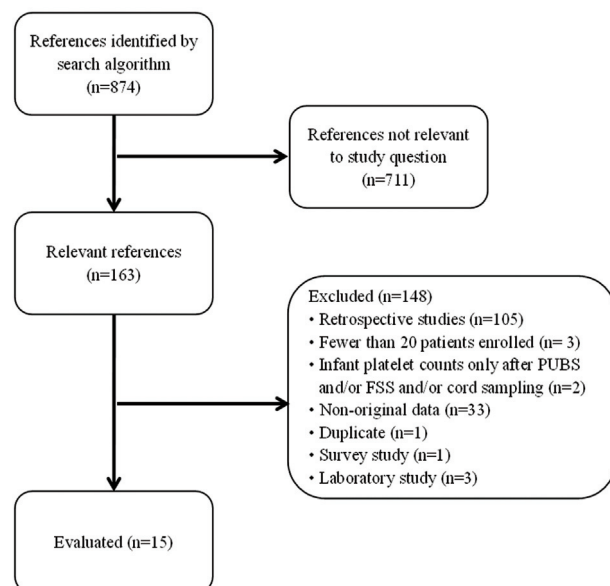 References identified by
search algorithm
(n=874)
References not relevant
to study question
(n=711)
Relevant references
(n=163)
Excluded (n=148)
• Retrospective studies (n=105)
• Fewer than 20 patients enrolled (n= 3)
• Infant platelet counts only after PUBS
and/or FSS and/or cord sampling (n=2)
• Non-original data (n=33)
• Duplicate (n=1)
• Survey study (n=1)
• Laboratory study (n=3)
Evaluated (n=15)